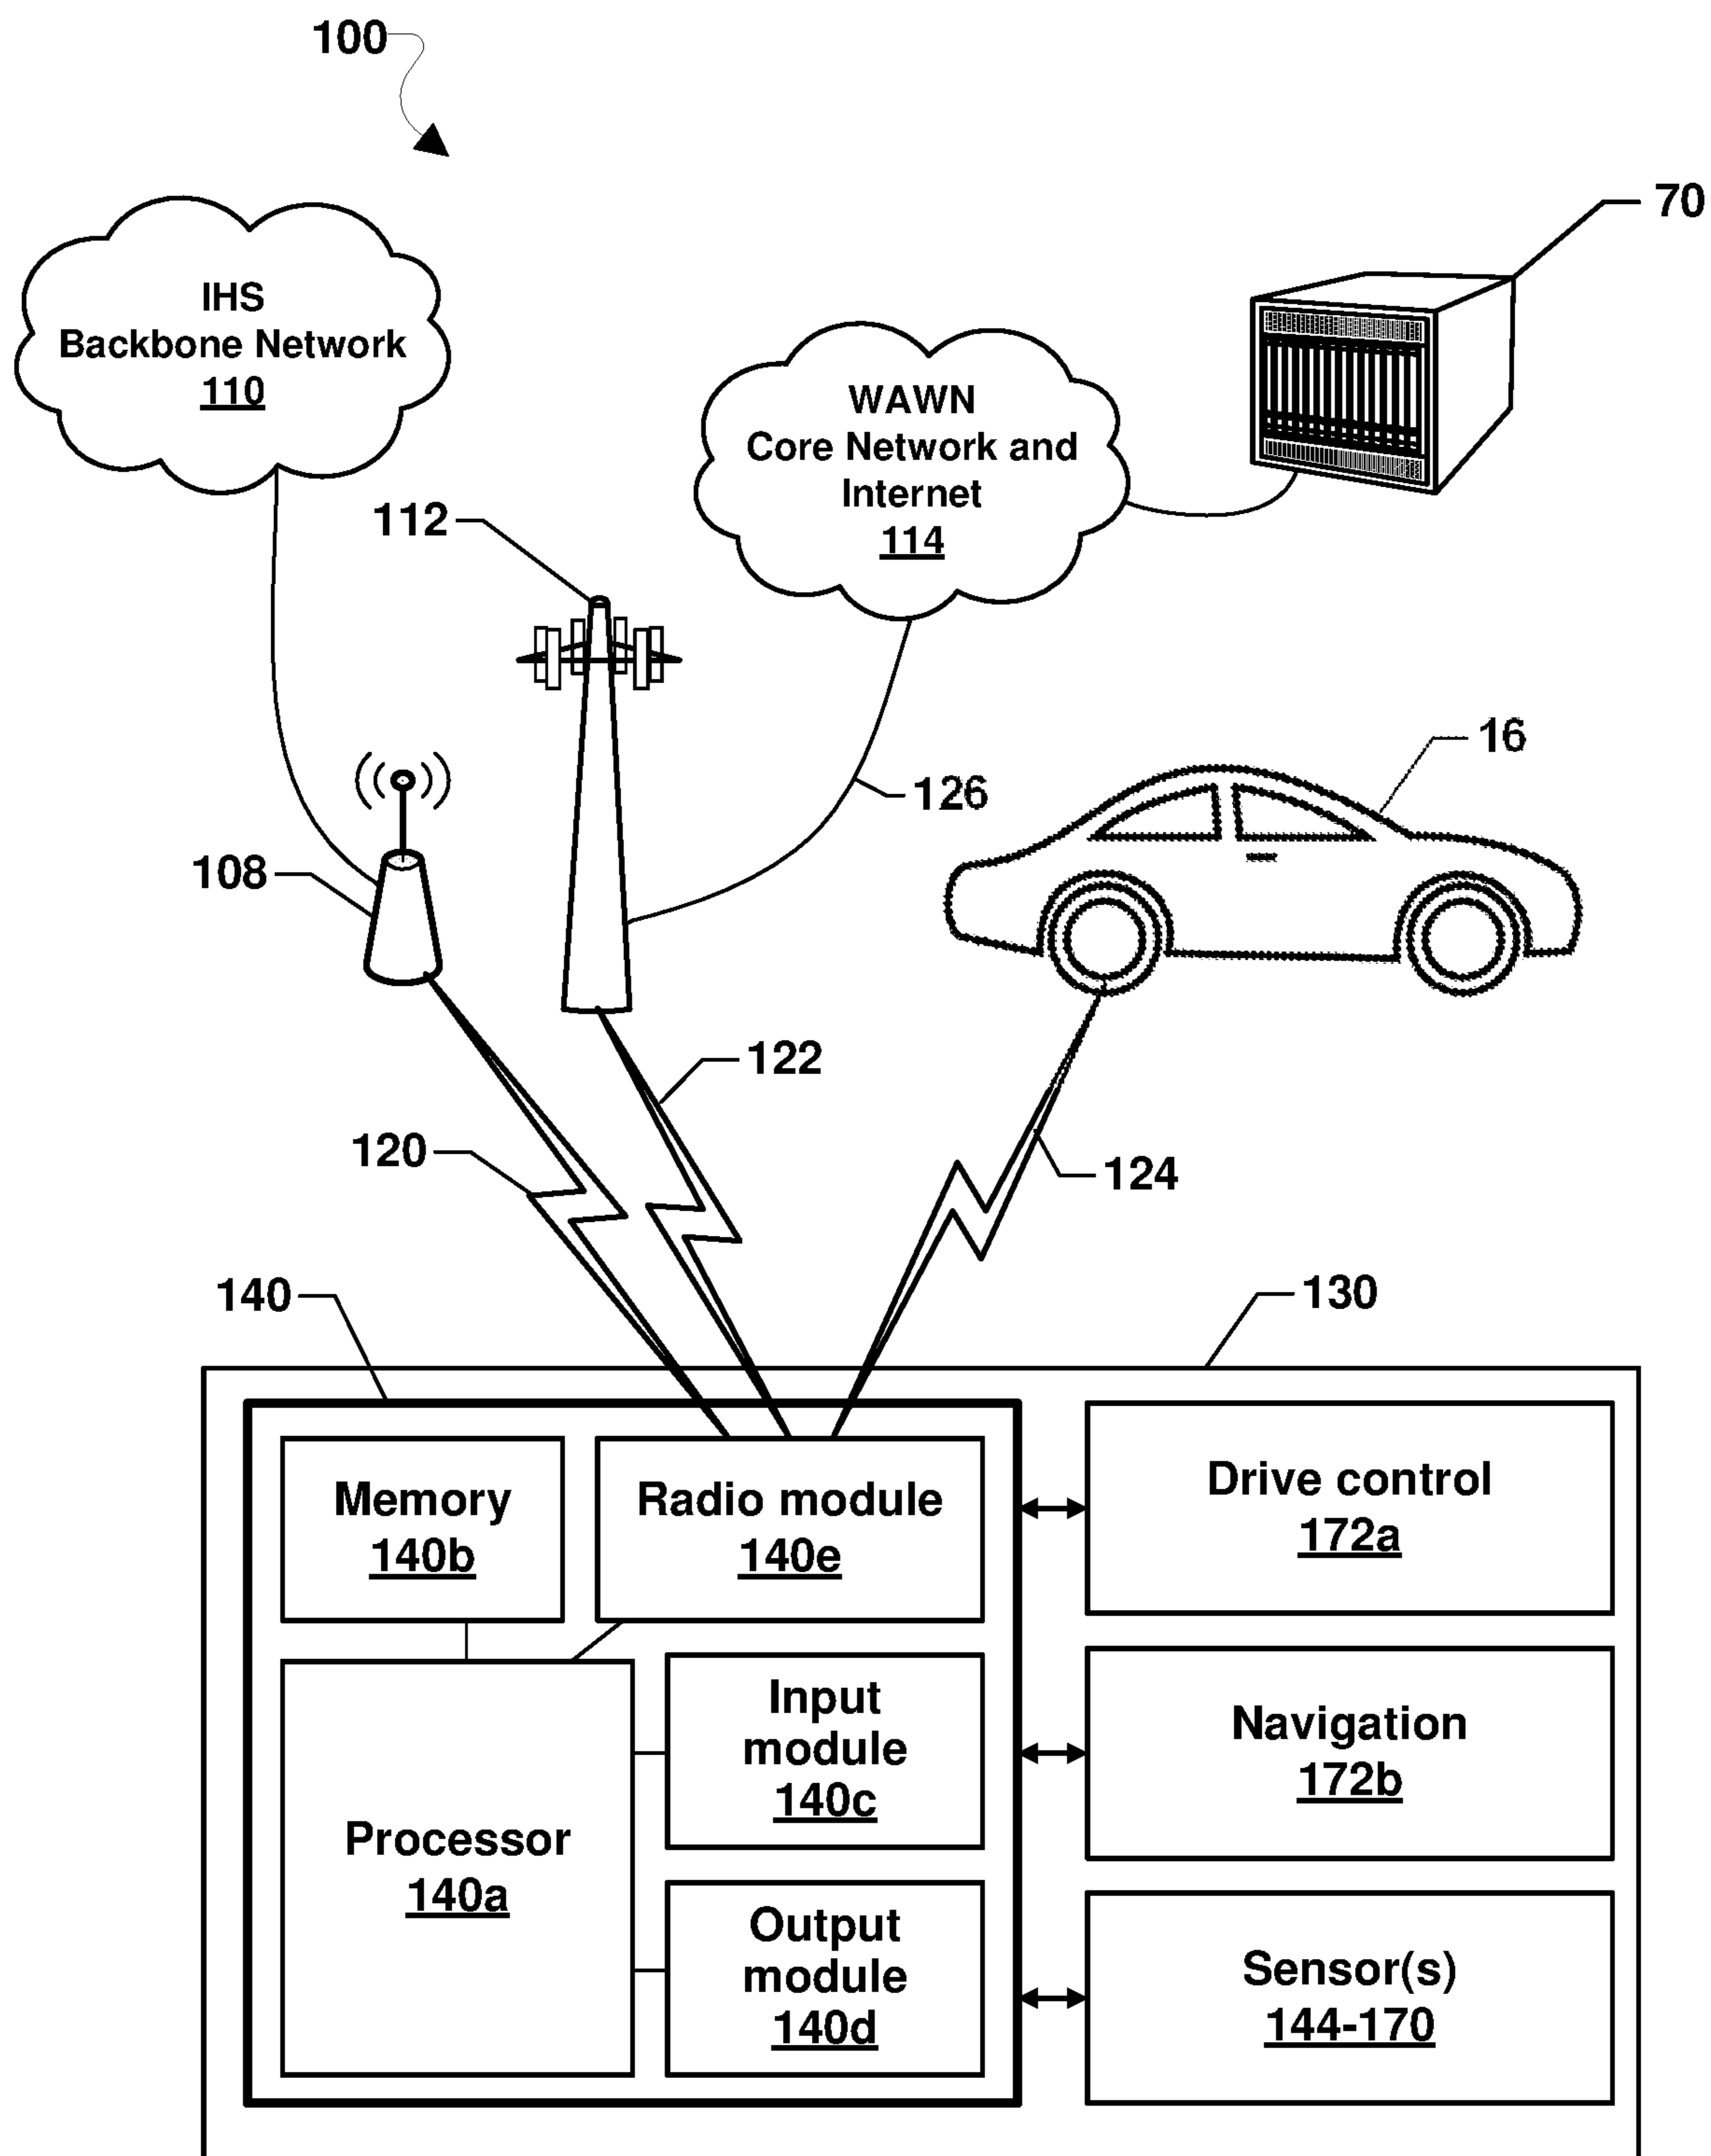 100
70
IHS
Backbone Network
110
WAWN
Core Network and
Internet
114
112
16
126
108
122
120
124
140
130
Memory
140b
Radio module
140e
Drive control
172a
Input
module
140c
Navigation
172b
Processor
140a
Output
module
140d
Sensor(s)
144-170